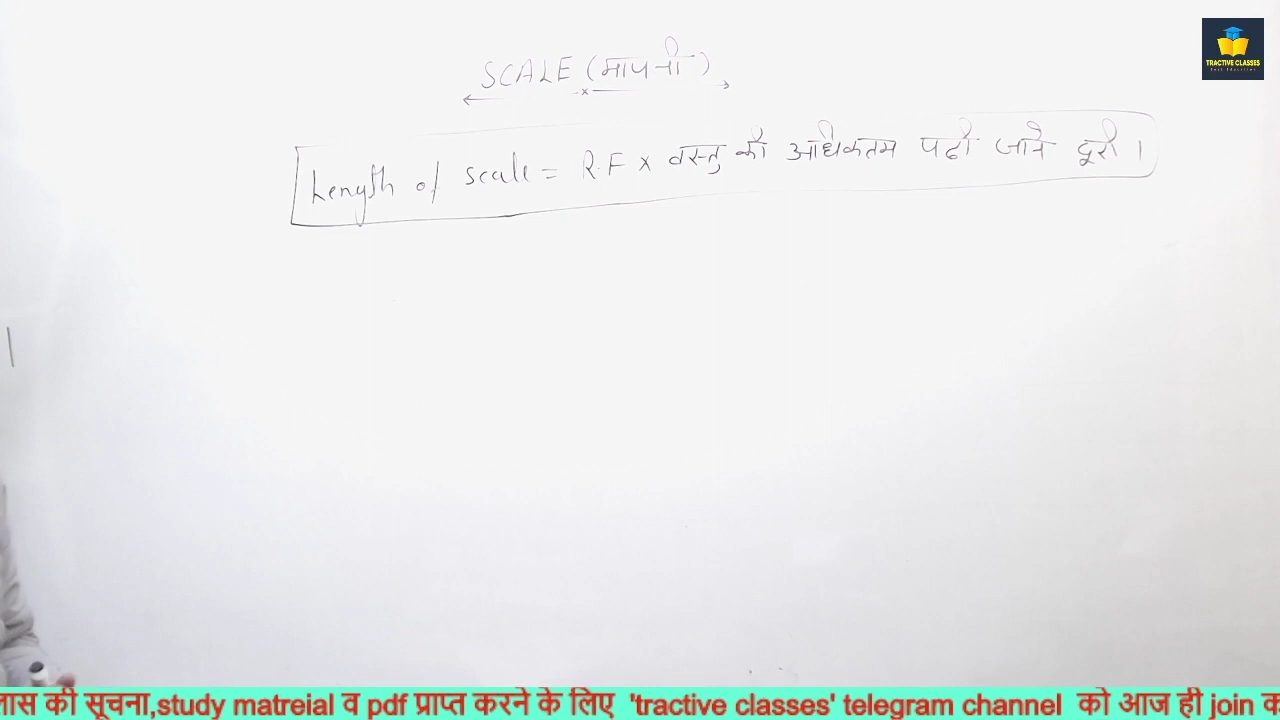 SCALE (मापनी)
Length of scale = R.F x वस्तु की अधिकतम पढी जाने दूरी ।
TRACTIVE CLASSES
लास की सूचना,study matreial व pdf प्राप्त करने के लिए 'tractive classes' telegram channel को आज ही join क